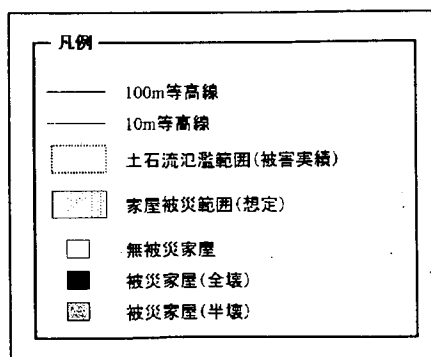 凡例
100m等高線
10m等高線
土石流氾濫範囲(被害実績)
家屋被災範囲(想定)
無被災家屋
被災家屋(全壊)
被災家屋(半壊)